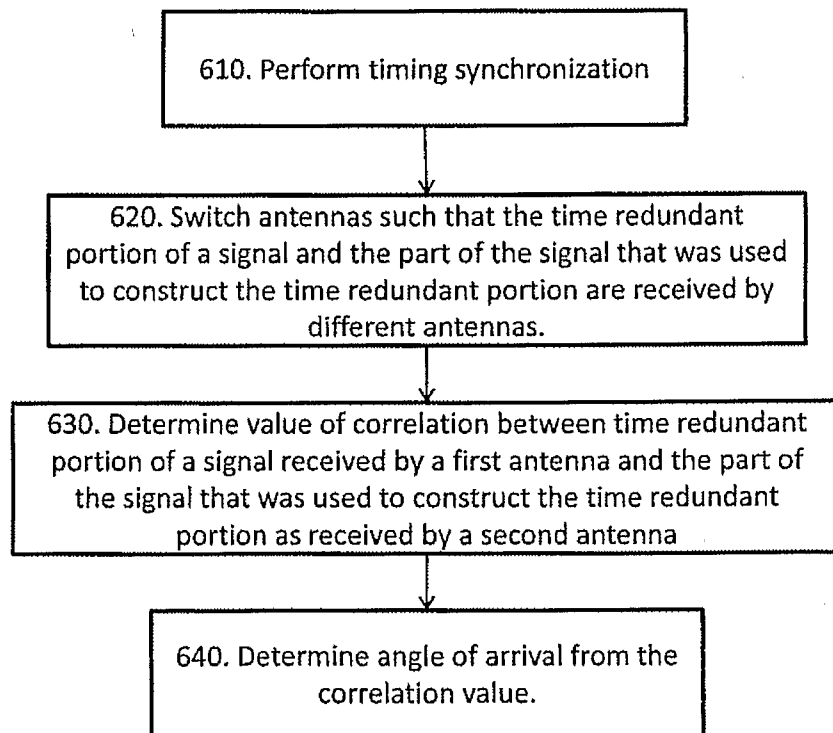 610. Perform timing synchronization
620. Switch antennas such that the time redundant
portion of a signal and the part of the signal that was used
to construct the time redundant portion are received by
different antennas.
630. Determine value of correlation between time redundant
portion of a signal received by a first antenna and the part of
the signal that was used to construct the time redundant
portion as received by a second antenna
640. Determine angle of arrival from the
correlation value.